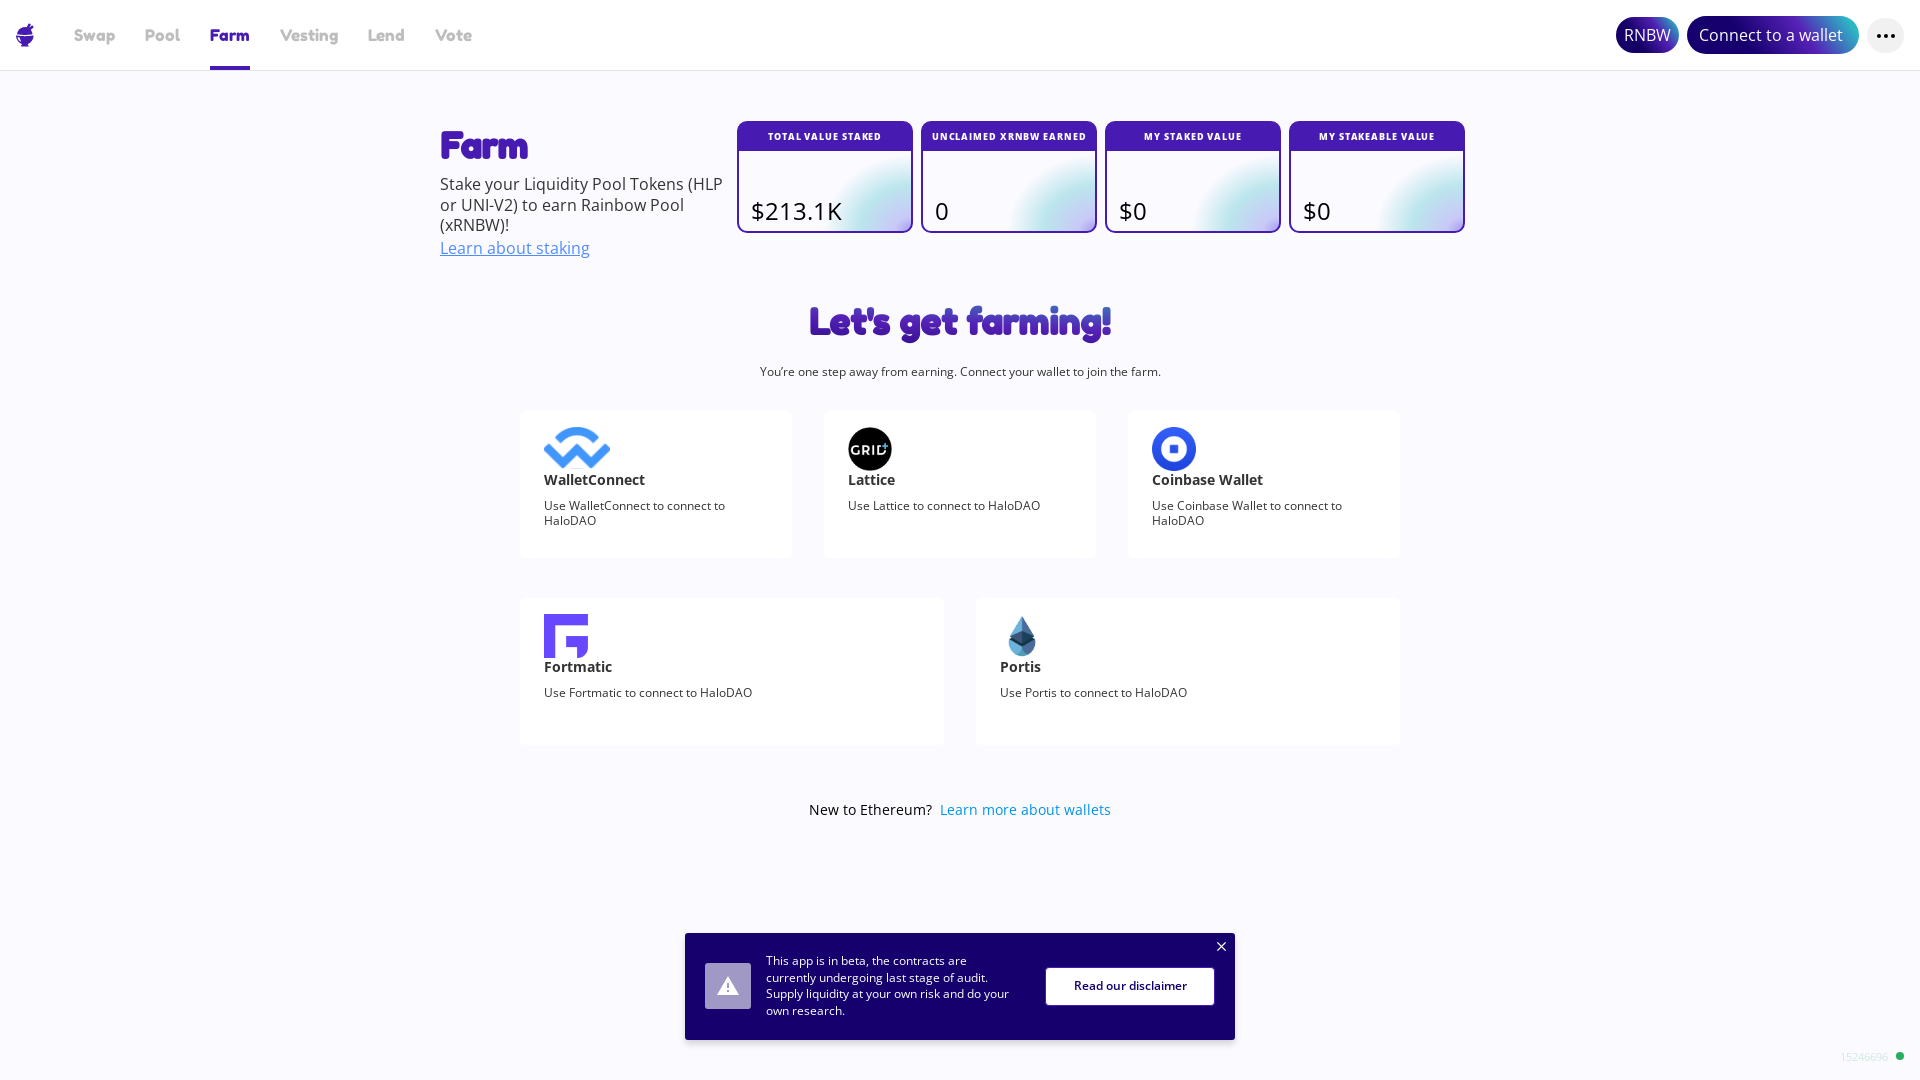 Swap
Pool
Farm
Vesting
Lend
Vote
RNBW
Connect to a wallet
Farm
Stake your Liquidity Pool Tokens (HLP
or UNI-V2) to earn Rainbow Pool
(xRNBW)!
Learn about staking
TOTAL VALUE STAKED
$213.1K
UNCLAIMED XRNBW EARNED
0
MY STAKED VALUE
$0
MY STAKEABLE VALUE
$0
Let's get farming!
You’re one step away from earning. Connect your wallet to join the farm.
WalletConnect
Use WalletConnect to connect to
HaloDAO
GRID+
Lattice
Use Lattice to connect to HaloDAO
Coinbase Wallet
Use Coinbase Wallet to connect to
HaloDAO
Fortmatic
Use Fortmatic to connect to HaloDAO
Portis
Use Portis to connect to HaloDAO
New to Ethereum? Learn more about wallets
This app is in beta, the contracts are
currently undergoing last stage of audit.
Supply liquidity at your own risk and do your
own research.
Read our disclaimer
15246696